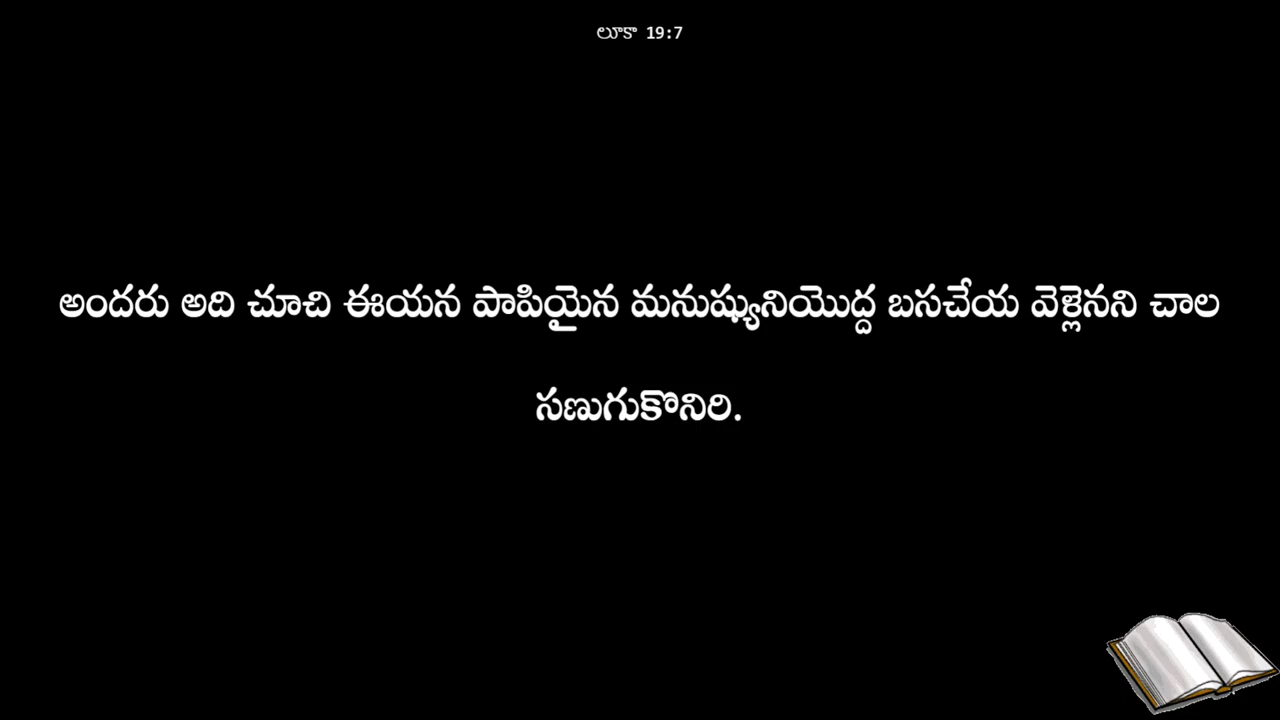 లూకా 19:7
అందరు అది చూచి ఈయన పాపియైన మనుష్యునియొద్ద బసచేయ వెళ్లెనని చాల
సణుగుకొనిరి.